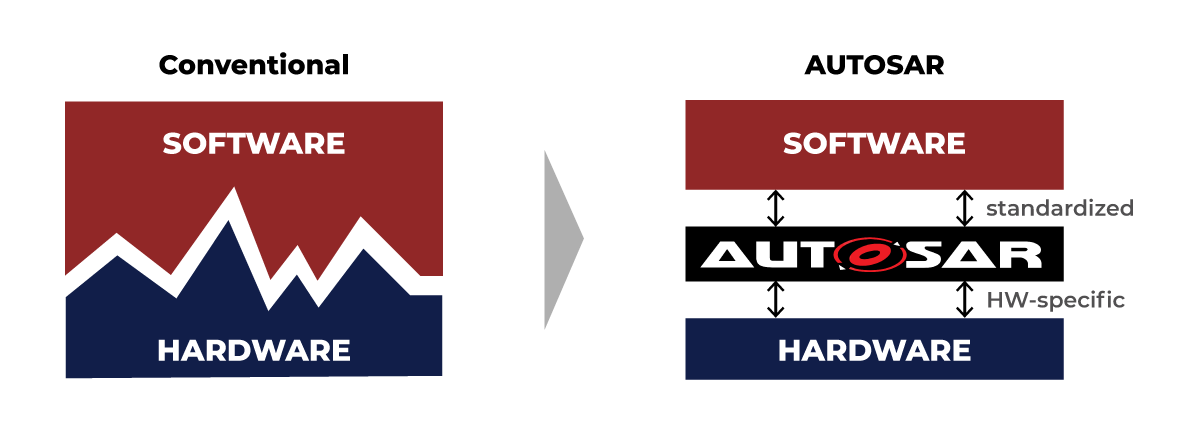 Conventional
SOFTWARE
HARDWARE
AUTOSAR
SOFTWARE
standardized
AUTOSAR
HW-specific
HARDWARE